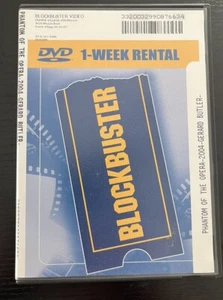 BLOCKBUSTER VIDEO
DVD
1-WEEK RENTAL
BLOCKBUSTER
PHANTOM OF THE OPERA-2004-GERARD BUTLER-
PHANTOM OF THE OPERA-2004-GERARD BUTLER-